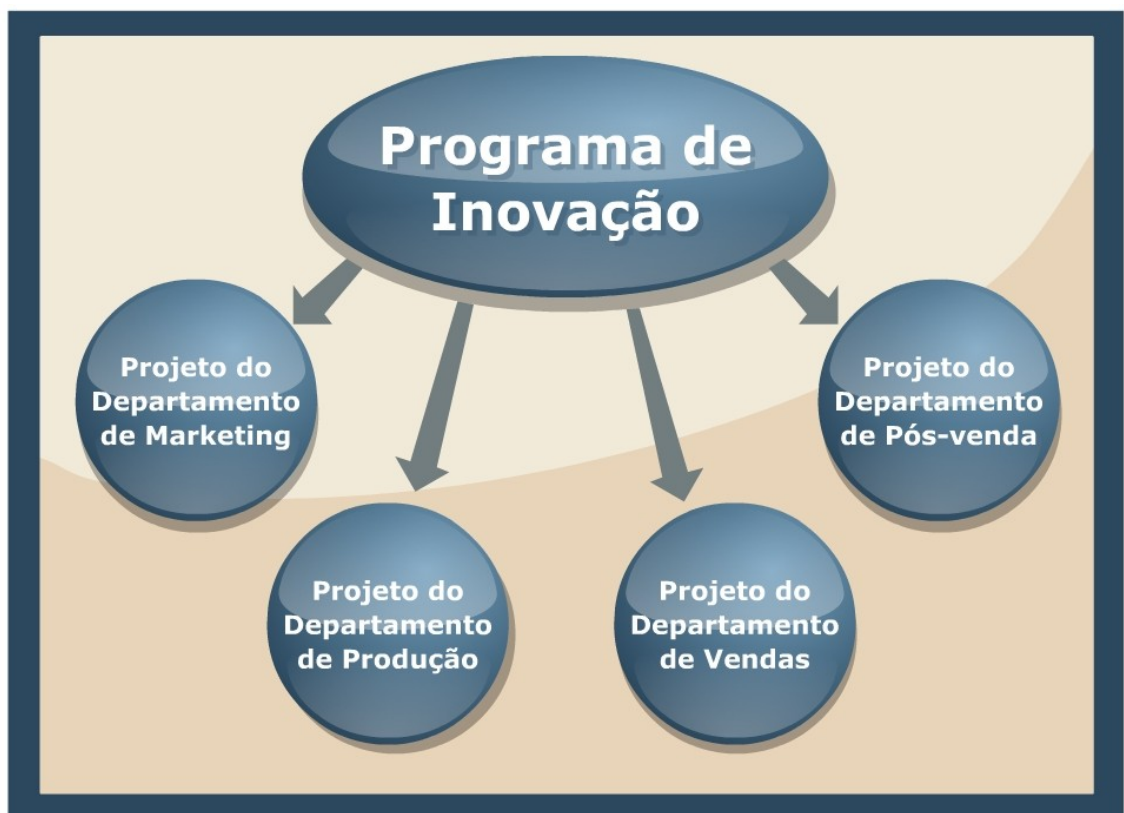 Programa de
Inovação
Projeto do
Departamento
de Marketing
Projeto do
Departamento
de Produção
Projeto do
Departamento
de Vendas
Projeto do
Departamento
de Pós-venda